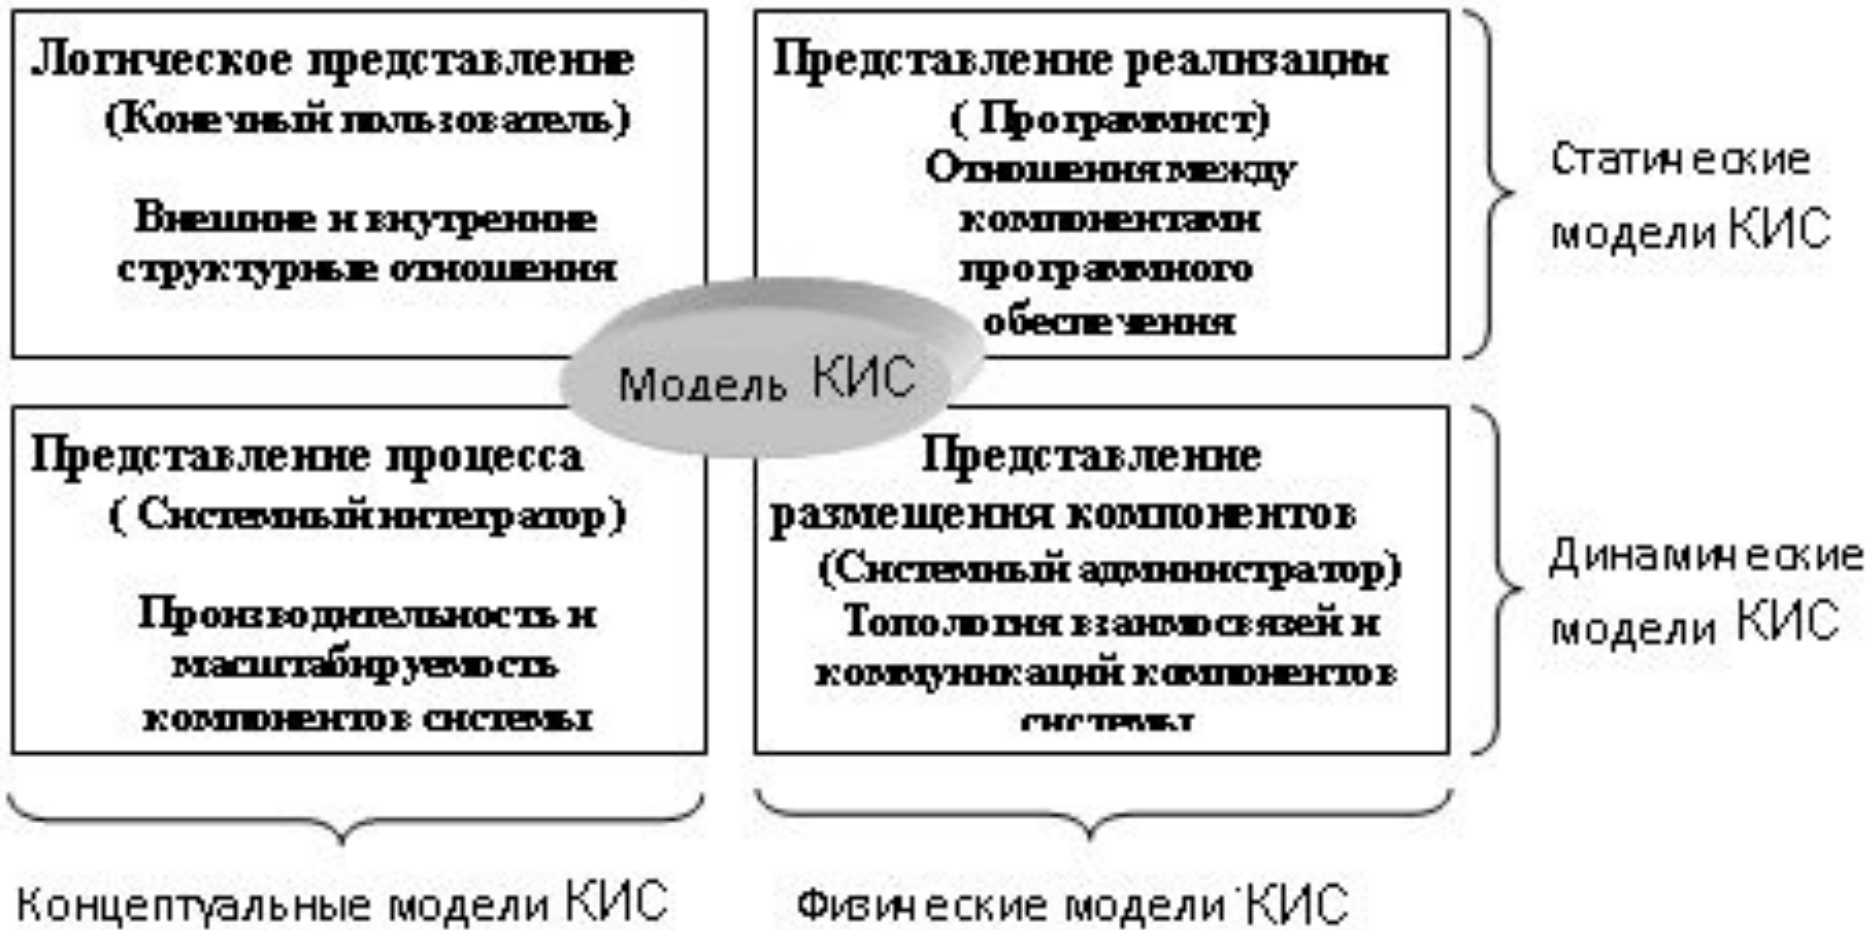 Логическое представление
(Конечный пользователь)
Внешние и внутренние
структурные отношения
Представление реализации
( Программист)
Отношения между
компонентами
программного
обеспечения
Статические
модели КИС
Модель КИС
Представление процесса
( Системный интегратор)
Производительность и
масштабируемость
компонентов системы
Представление
размещения компонентов
(Системный администратор)
Топология взаимосвязей и
коммуникаций компонентов
системы
Динамические
модели КИС
Концептуальные модели КИС
Физические модели КИС